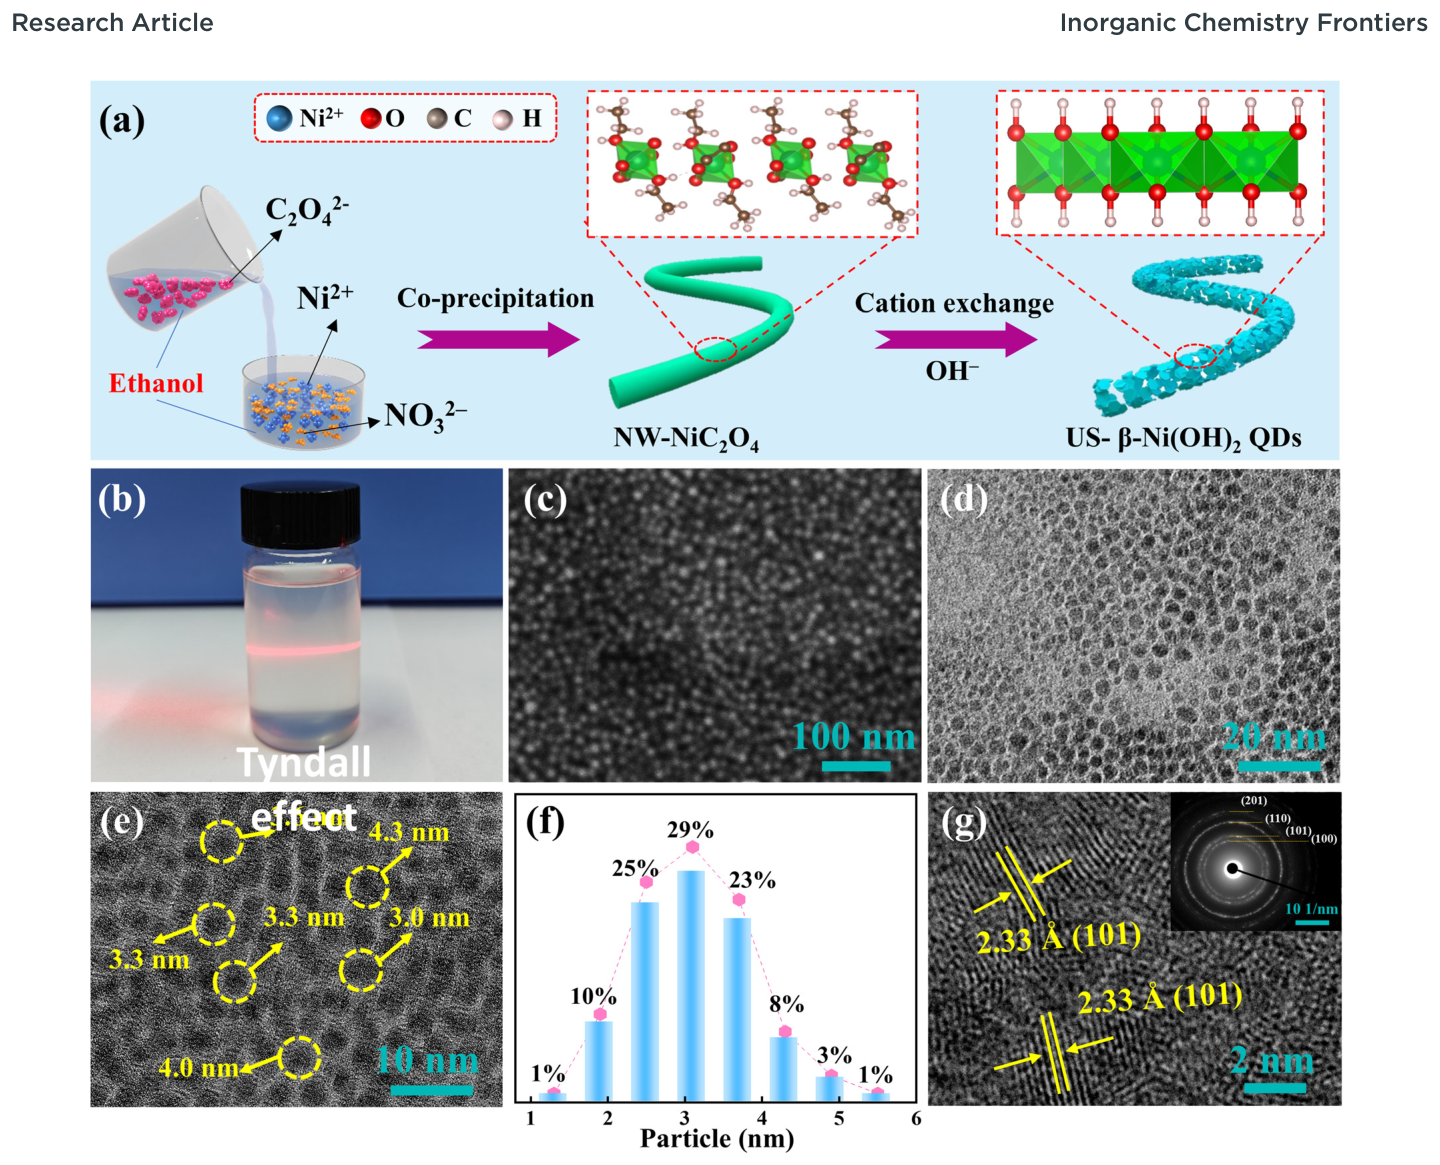 Research Article
Inorganic Chemistry Frontiers
(a)
Ni²⁺ O C H
C₂O₄²⁻
Ni²⁺
Ethanol
NO₃²⁻
Co-precipitation
NW-NiC₂O₄
Cation exchange
OH⁻
US- β-Ni(OH)₂ QDs
(b)
Tyndall
effect
(c)
100 nm
(d)
20 nm
(e)
4.3 nm
3.3 nm
3.0 nm
3.3 nm
4.0 nm
10 nm
(f)
1%
10%
25%
29%
23%
8%
3%
1%
1 2 3 4 5 6
Particle (nm)
(g)
(201)
(110)
(101)
(100)
10 1/nm
2.33 Å (101)
2.33 Å (101)
2 nm